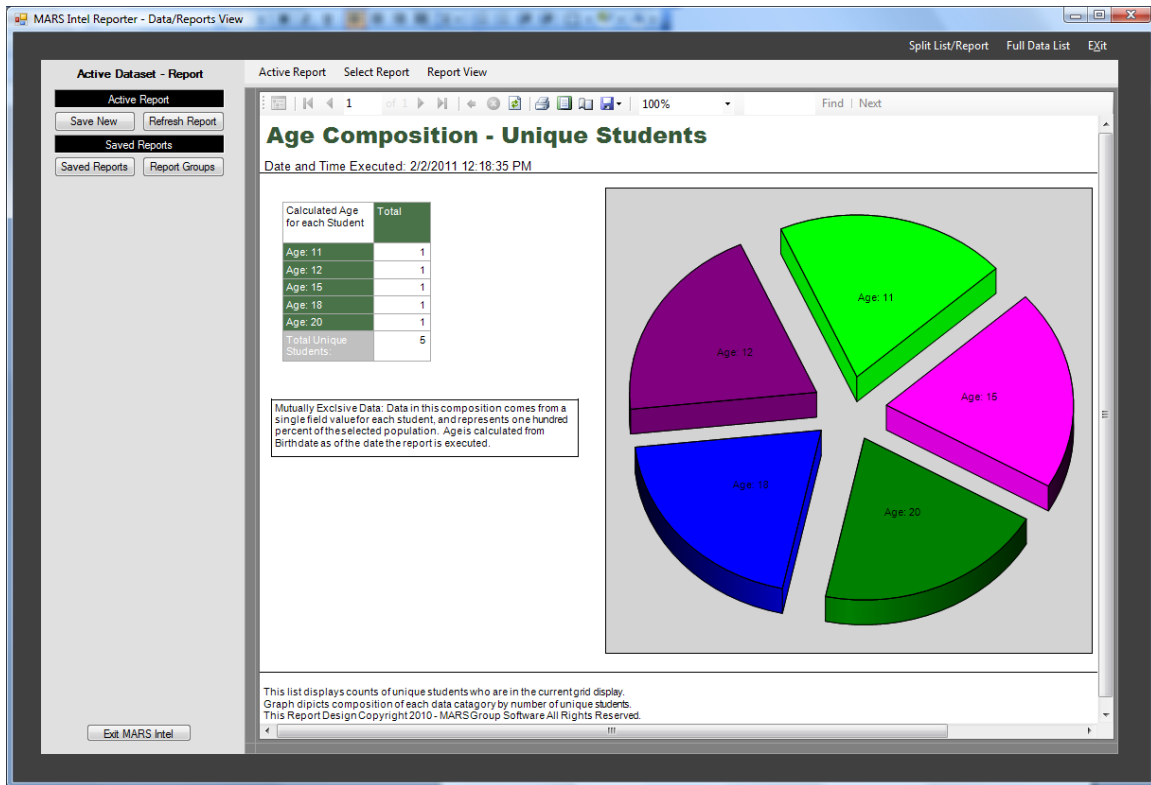 MARS Intel Reporter - Data/Reports View
Split List/Report Full Data List EXit
Active Dataset - Report
Active Report
Save New Refresh Report
Saved Reports
Saved Reports Report Groups
Exit MARS Intel
Active Report Select Report Report View
1 of 1 100% Find | Next
Age Composition - Unique Students
Date and Time Executed: 2/2/2011 12:18:35 PM
Calculated Age Total
for each Student
Age: 11 1
Age: 12 1
Age: 15 1
Age: 18 1
Age: 20 1
Total Unique 5
Students:
Mutually Exclsive Data: Data in this composition comes from a
single field value for each student, and represents one hundred
percent of the selected population. Age is calculated from
Birthdate as of the date the report is executed.
Age: 11
Age: 12
Age: 15
Age: 18
Age: 20
This list displays counts of unique students who are in the current grid display.
Graph dipicts composition of each data catagory by number of unique students.
This Report Design Copyright 2010 - MARSGroup Software All Rights Reserved.